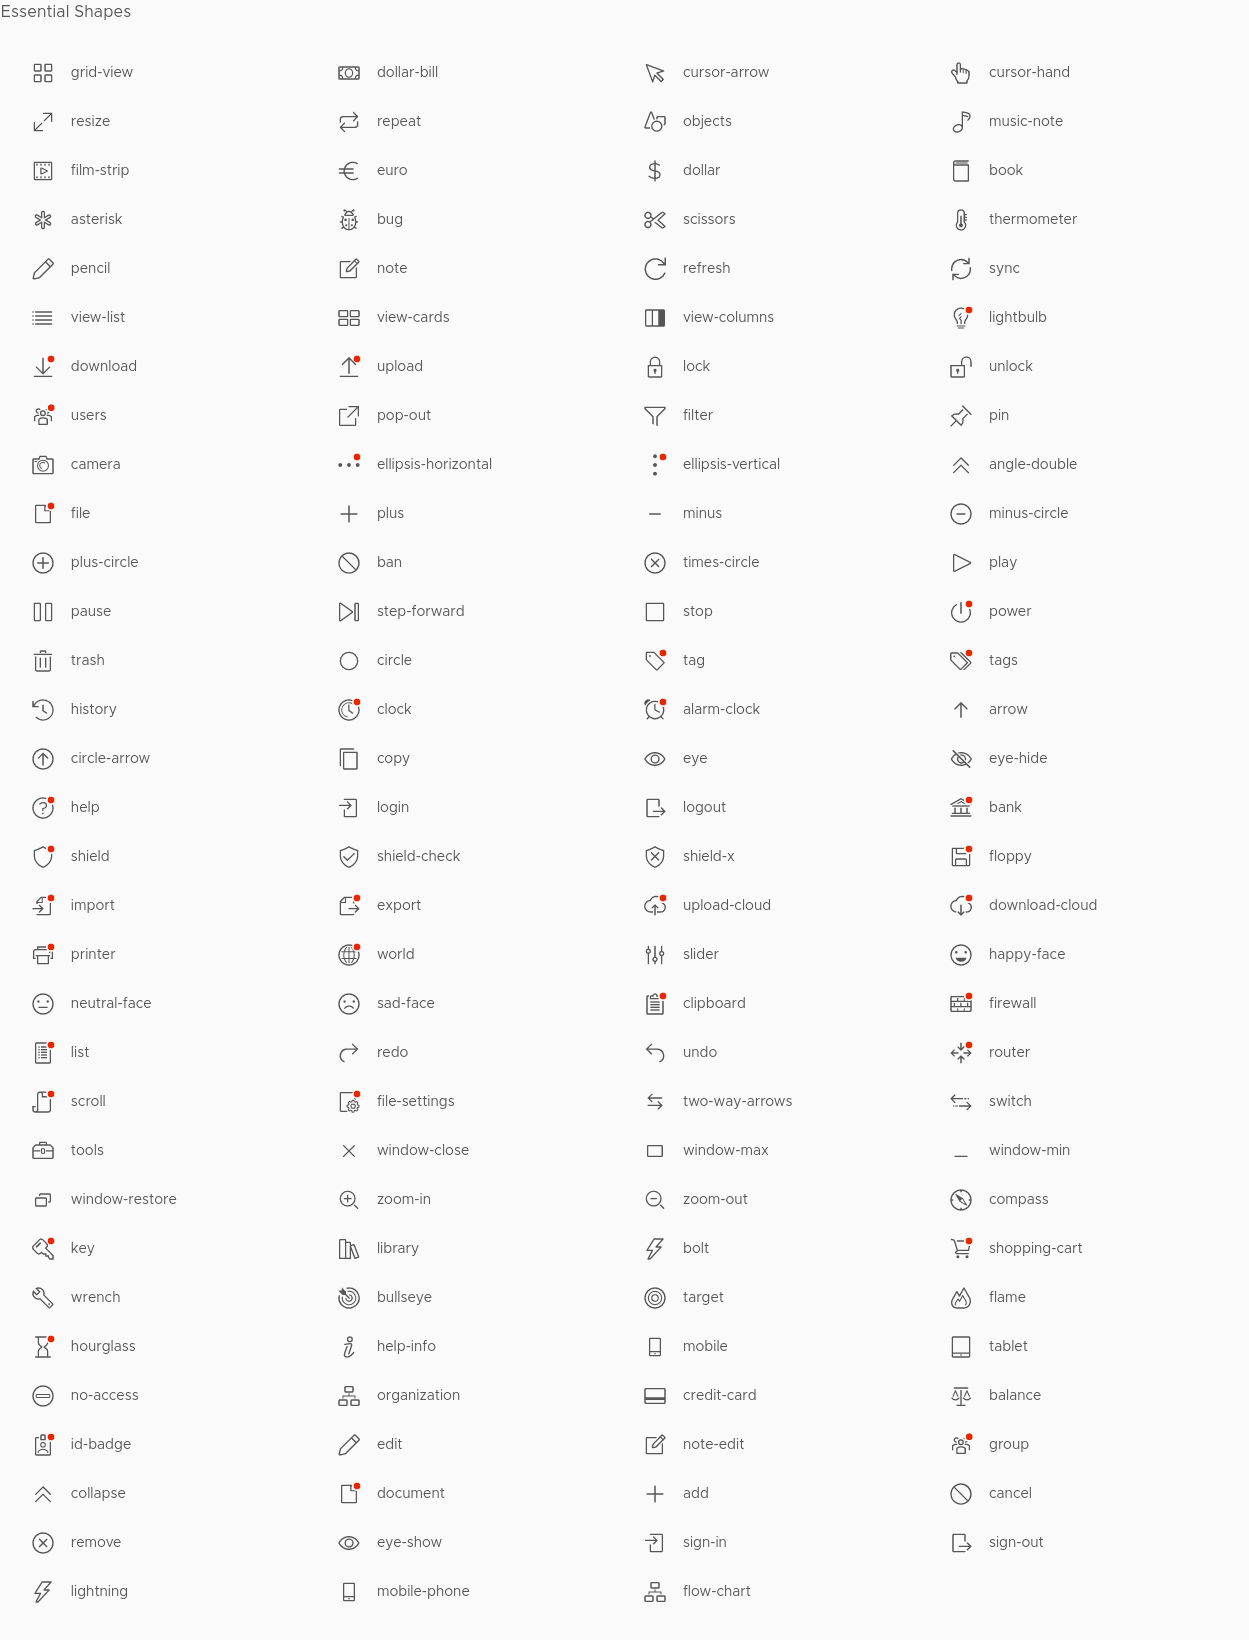 Essential Shapes
grid-view dollar-bill cursor-arrow cursor-hand
resize repeat objects music-note
film-strip euro dollar book
asterisk bug scissors thermometer
pencil note refresh sync
view-list view-cards view-columns lightbulb
download upload lock unlock
users pop-out filter pin
camera ellipsis-horizontal ellipsis-vertical angle-double
file plus minus minus-circle
plus-circle ban times-circle play
pause step-forward stop power
trash circle tag tags
history clock alarm-clock arrow
circle-arrow copy eye eye-hide
help login logout bank
shield shield-check shield-x floppy
import export upload-cloud download-cloud
printer world slider happy-face
neutral-face sad-face clipboard firewall
list redo undo router
scroll file-settings two-way-arrows switch
tools window-close window-max window-min
window-restore zoom-in zoom-out compass
key library bolt shopping-cart
wrench bullseye target flame
hourglass help-info mobile tablet
no-access organization credit-card balance
id-badge edit note-edit group
collapse document add cancel
remove eye-show sign-in sign-out
lightning mobile-phone flow-chart